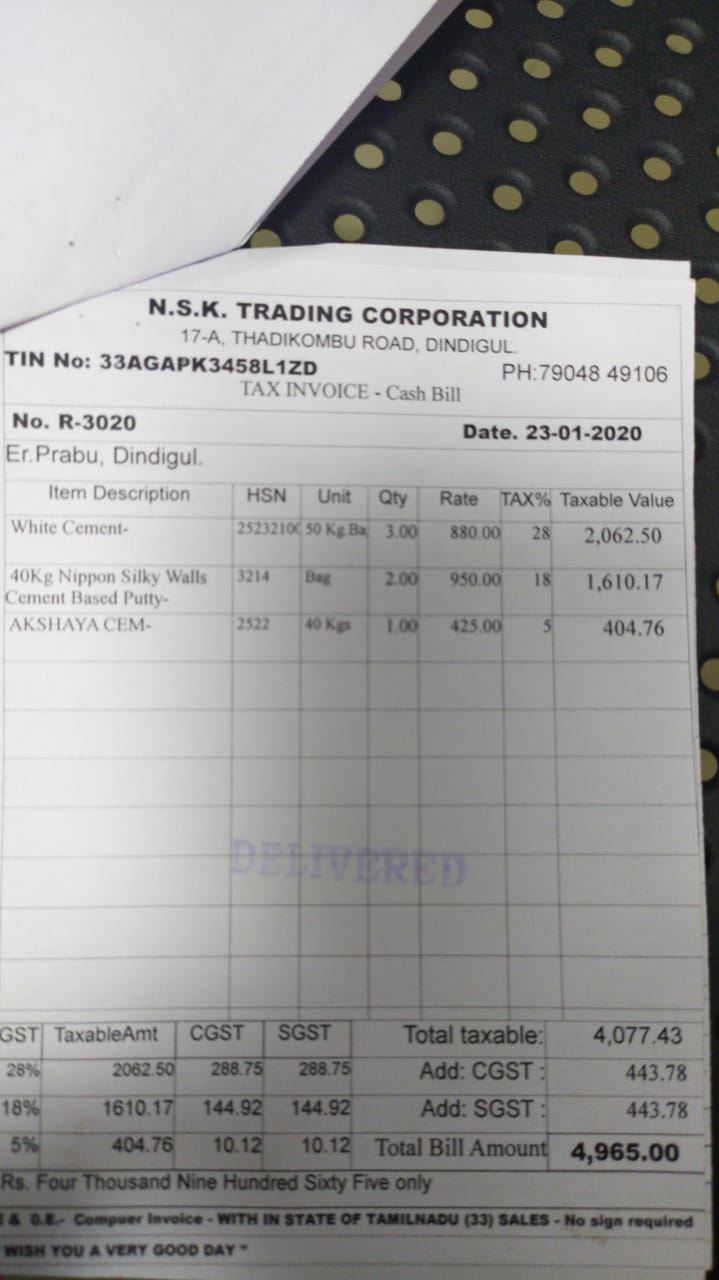 N.S.K. TRADING CORPORATION
17-A, THADIKOMBU ROAD, DINDIGUL.
TIN No: 33AGAPK3458L1ZD PH:79048 49106
TAX INVOICE - Cash Bill
No. R-3020 Date. 23-01-2020
Er.Prabu, Dindigul.
Item Description HSN Unit Qty Rate TAX% Taxable Value
White Cement- 2523210 50 Kg.Ba 3.00 880.00 28 2,062.50
40Kg Nippon Silky Walls 3214 Bag 2.00 950.00 18 1,610.17
Cement Based Putty-
AKSHAYA CEM- 2522 40 Kgs 1.00 425.00 5 404.76
DELIVERED
GST TaxableAmt CGST SGST Total taxable: 4,077.43
28% 2062.50 288.75 288.75 Add: CGST : 443.78
18% 1610.17 144.92 144.92 Add: SGST : 443.78
5% 404.76 10.12 10.12 Total Bill Amount 4,965.00
Rs. Four Thousand Nine Hundred Sixty Five only
& O.E.- Compuer Invoice - WITH IN STATE OF TAMILNADU (33) SALES - No sign required
WISH YOU A VERY GOOD DAY "